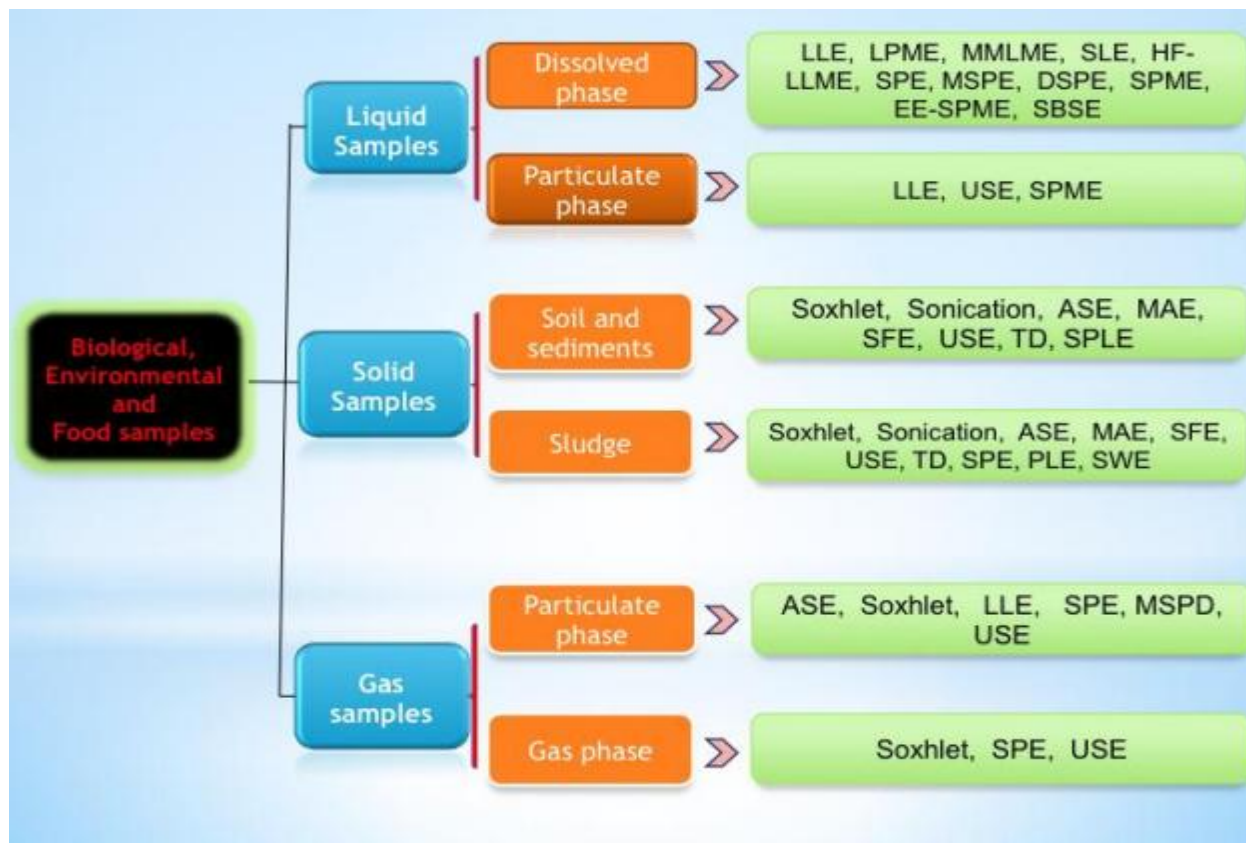 Biological,
Environmental
and
Food samples
Liquid
Samples
Dissolved
phase
LLE, LPME, MMLME, SLE, HF-
LLME, SPE, MSPE, DSPE, SPME,
EE-SPME, SBSE
Particulate
phase
LLE, USE, SPME
Solid
Samples
Soil and
sediments
Soxhlet, Sonication, ASE, MAE,
SFE, USE, TD, SPLE
Sludge
Soxhlet, Sonication, ASE, MAE, SFE,
USE, TD, SPE, PLE, SWE
Gas
samples
Particulate
phase
ASE, Soxhlet, LLE, SPE, MSPD,
USE
Gas phase
Soxhlet, SPE, USE